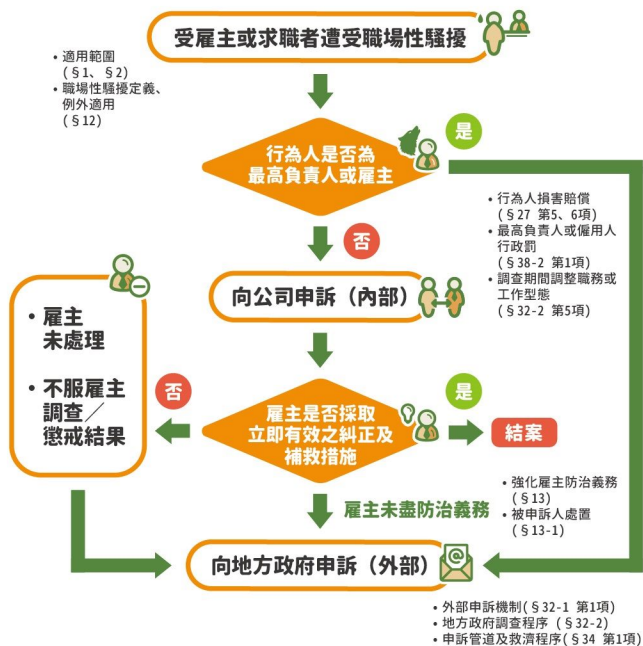 受雇主或求職者遭受職場性騷擾
• 適用範圍
(§1、§2)
• 職場性騷擾定義、
例外適用
(§12)
行為人是否為
最高負責人或雇主
是
• 行為人損害賠償
(§27 第5、6項)
• 最高負責人或僱用人
行政罰
(§38-2 第1項)
• 調查期間調整職務或
工作型態
(§32-2 第5項)
否
向公司申訴（內部）
• 雇主
未處理
• 不服雇主
調查／
懲戒結果
否
雇主是否採取
立即有效之糾正及
補救措施
是
結案
雇主未盡防治義務
• 強化雇主防治義務
(§13)
• 被申訴人處置
(§13-1)
向地方政府申訴（外部）
@
• 外部申訴機制(§32-1 第1項)
• 地方政府調查程序 (§32-2)
• 申訴管道及救濟程序(§34 第1項)